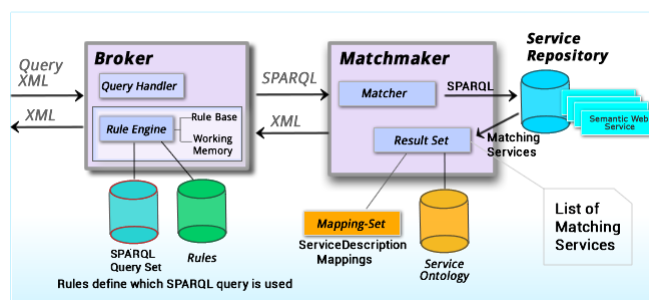 Broker
Matchmaker
Service
Repository
Query
XML
Query Handler
SPARQL
Matcher
SPARQL
Semantic Web
Service
XML
Rule Engine
Rule Base
Working
Memory
XML
Result Set
Matching
Services
SPARQL
Query Set
Rules
Mapping-Set
ServiceDescription
Mappings
Service
Ontology
List of
Matching
Services
Rules define which SPARQL query is used